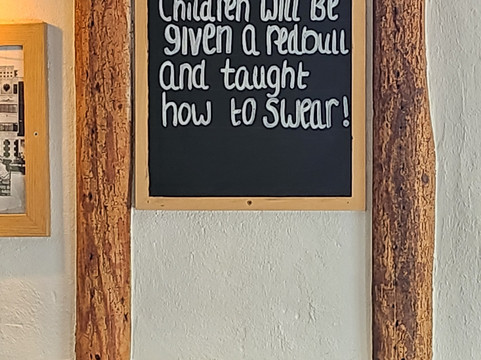 Children will Be
given a redbull
and taught
how to swear!